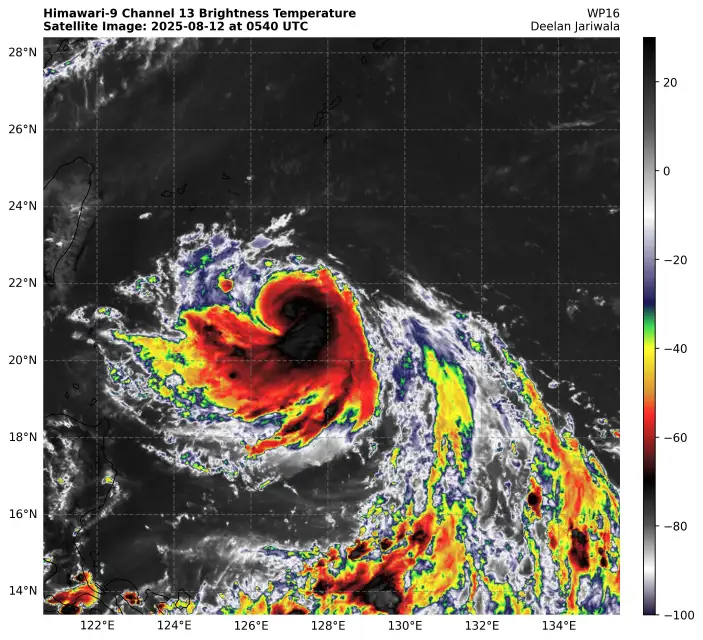 Himawari-9 Channel 13 Brightness Temperature
WP16
Satellite Image: 2025-08-12 at 0540 UTC
Deelan Jariwala
28°N
26°N
24°N
22°N
20°N
18°N
16°N
14°N
122°E
124°E
126°E
128°E
130°E
132°E
134°E
20
0
−20
−40
−60
−80
−100